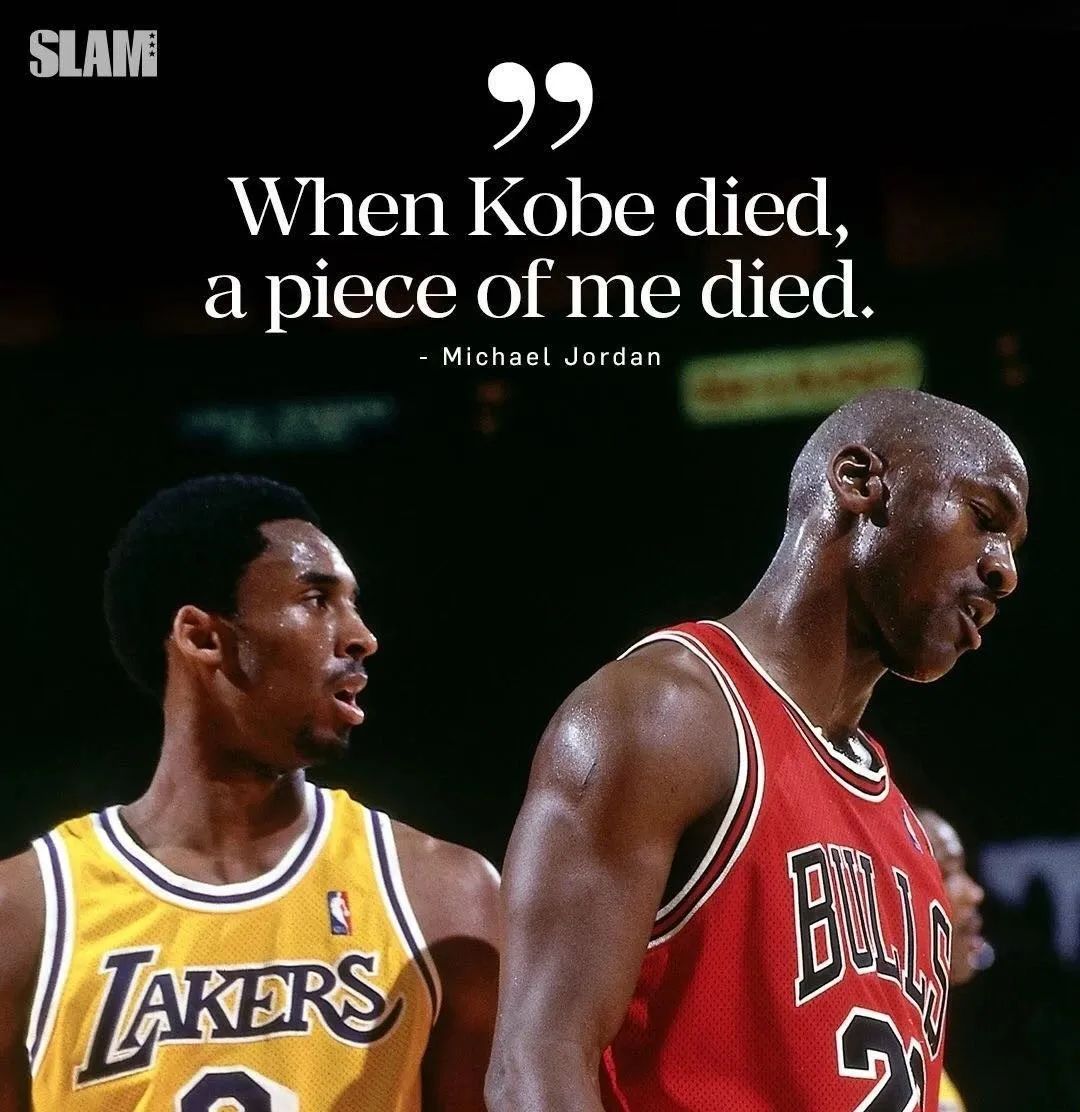 SLAM
”
When Kobe died,
a piece of me died.
- Michael Jordan
LAKERS
BULLS